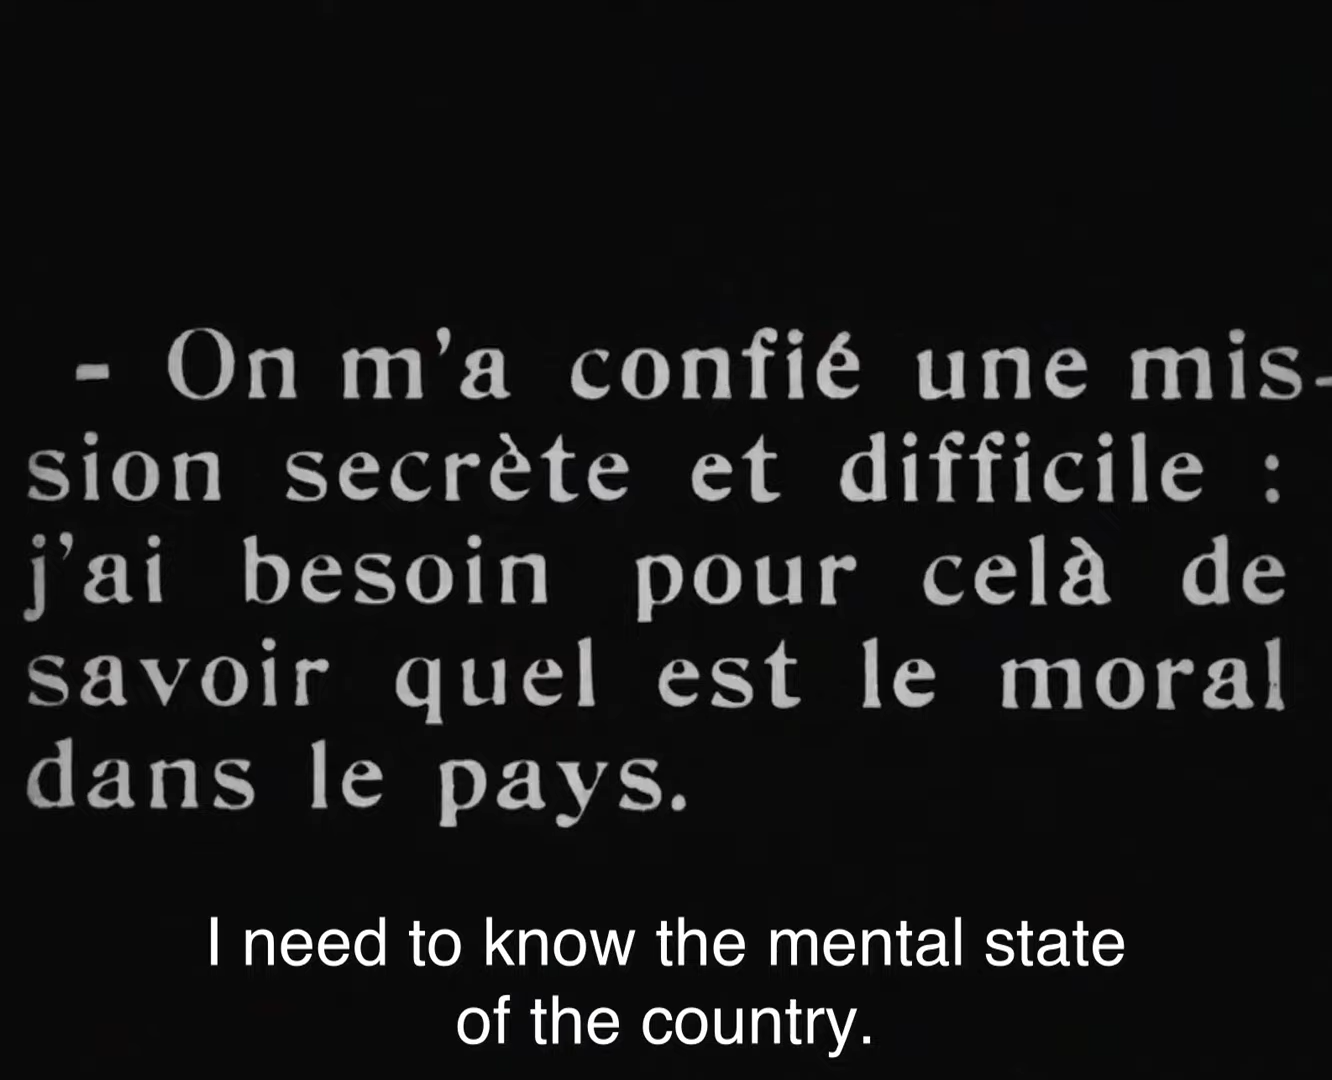 - On m'a confié une mis-
sion secrète et difficile :
j'ai besoin pour celà de
savoir quel est le moral
dans le pays.
I need to know the mental state
of the country.